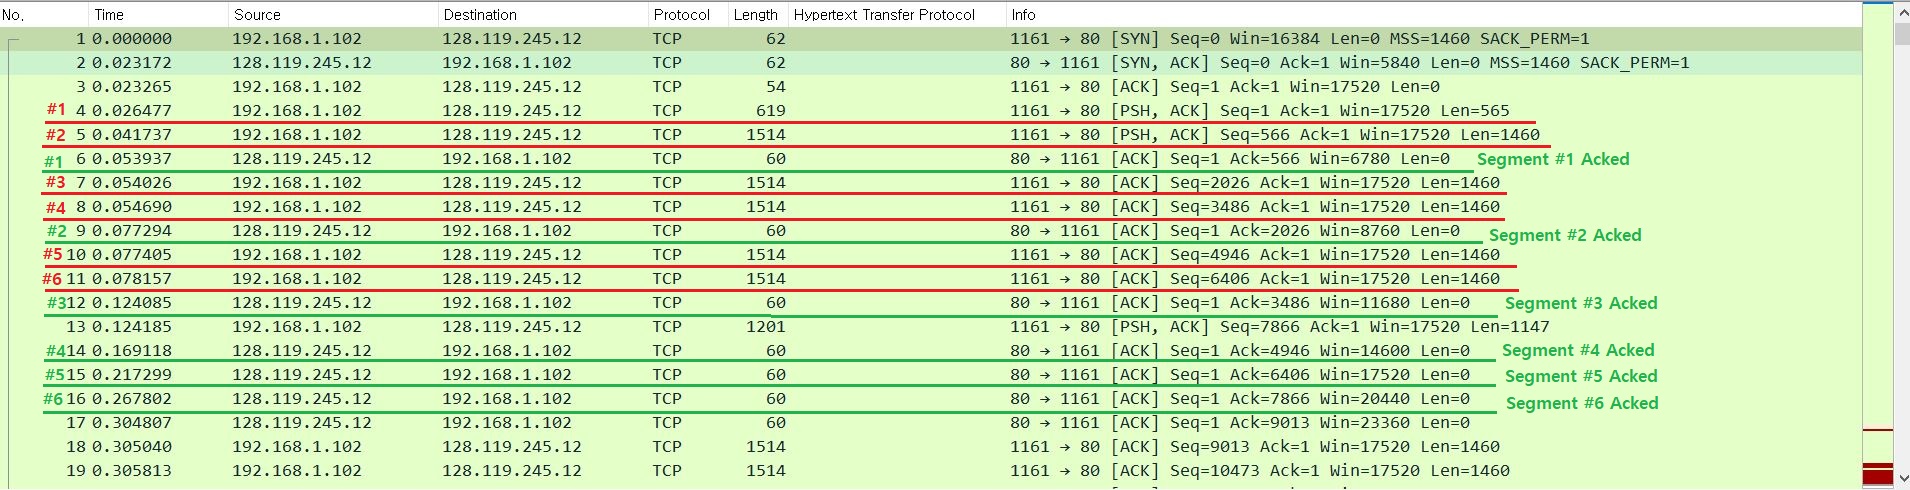 No. Time Source Destination Protocol Length Hypertext Transfer Protocol Info
1 0.000000 192.168.1.102 128.119.245.12 TCP 62 1161 → 80 [SYN] Seq=0 Win=16384 Len=0 MSS=1460 SACK_PERM=1
2 0.023172 128.119.245.12 192.168.1.102 TCP 62 80 → 1161 [SYN, ACK] Seq=0 Ack=1 Win=5840 Len=0 MSS=1460 SACK_PERM=1
3 0.023265 192.168.1.102 128.119.245.12 TCP 54 1161 → 80 [ACK] Seq=1 Ack=1 Win=17520 Len=0
#1 4 0.026477 192.168.1.102 128.119.245.12 TCP 619 1161 → 80 [PSH, ACK] Seq=1 Ack=1 Win=17520 Len=565
#2 5 0.041737 192.168.1.102 128.119.245.12 TCP 1514 1161 → 80 [PSH, ACK] Seq=566 Ack=1 Win=17520 Len=1460
#1 6 0.053937 128.119.245.12 192.168.1.102 TCP 60 80 → 1161 [ACK] Seq=1 Ack=566 Win=6780 Len=0 Segment #1 Acked
#3 7 0.054026 192.168.1.102 128.119.245.12 TCP 1514 1161 → 80 [ACK] Seq=2026 Ack=1 Win=17520 Len=1460
#4 8 0.054690 192.168.1.102 128.119.245.12 TCP 1514 1161 → 80 [ACK] Seq=3486 Ack=1 Win=17520 Len=1460
#2 9 0.077294 128.119.245.12 192.168.1.102 TCP 60 80 → 1161 [ACK] Seq=1 Ack=2026 Win=8760 Len=0 Segment #2 Acked
#5 10 0.077405 192.168.1.102 128.119.245.12 TCP 1514 1161 → 80 [ACK] Seq=4946 Ack=1 Win=17520 Len=1460
#6 11 0.078157 192.168.1.102 128.119.245.12 TCP 1514 1161 → 80 [ACK] Seq=6406 Ack=1 Win=17520 Len=1460
#3 12 0.124085 128.119.245.12 192.168.1.102 TCP 60 80 → 1161 [ACK] Seq=1 Ack=3486 Win=11680 Len=0 Segment #3 Acked
13 0.124185 192.168.1.102 128.119.245.12 TCP 1201 1161 → 80 [PSH, ACK] Seq=7866 Ack=1 Win=17520 Len=1147
#4 14 0.169118 128.119.245.12 192.168.1.102 TCP 60 80 → 1161 [ACK] Seq=1 Ack=4946 Win=14600 Len=0 Segment #4 Acked
#5 15 0.217299 128.119.245.12 192.168.1.102 TCP 60 80 → 1161 [ACK] Seq=1 Ack=6406 Win=17520 Len=0 Segment #5 Acked
#6 16 0.267802 128.119.245.12 192.168.1.102 TCP 60 80 → 1161 [ACK] Seq=1 Ack=7866 Win=20440 Len=0 Segment #6 Acked
17 0.304807 128.119.245.12 192.168.1.102 TCP 60 80 → 1161 [ACK] Seq=1 Ack=9013 Win=23360 Len=0
18 0.305040 192.168.1.102 128.119.245.12 TCP 1514 1161 → 80 [ACK] Seq=9013 Ack=1 Win=17520 Len=1460
19 0.305813 192.168.1.102 128.119.245.12 TCP 1514 1161 → 80 [ACK] Seq=10473 Ack=1 Win=17520 Len=1460